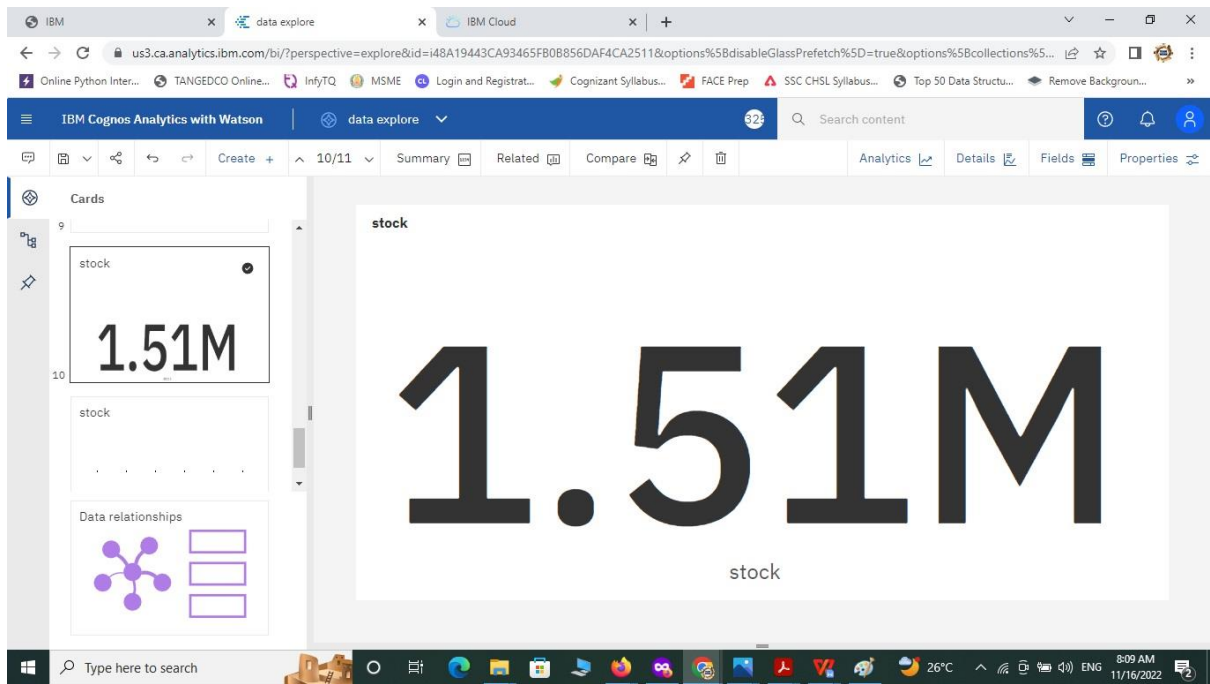 IBM
data explore
IBM Cloud
us3.ca.analytics.ibm.com/bi/?perspective=explore&id=i48A19443CA93465FB0B856DAF4CA2511&options%5BdisableGlassPrefetch%5D=true&options%5Bcollections%5...
Online Python Inter... TANGEDCO Online... InfyTQ MSME Login and Registrat... Cognizant Syllabus... FACE Prep SSC CHSL Syllabus... Top 50 Data Structu... Remove Backgroun... »
IBM Cognos Analytics with Watson data explore Search content
Create + 10/11 Summary Related Compare Analytics Details Fields Properties
Cards
9
stock
1.51M
10
stock
Data relationships
stock
1.51M
stock
Type here to search 26°C ENG 8:09 AM
11/16/2022
2